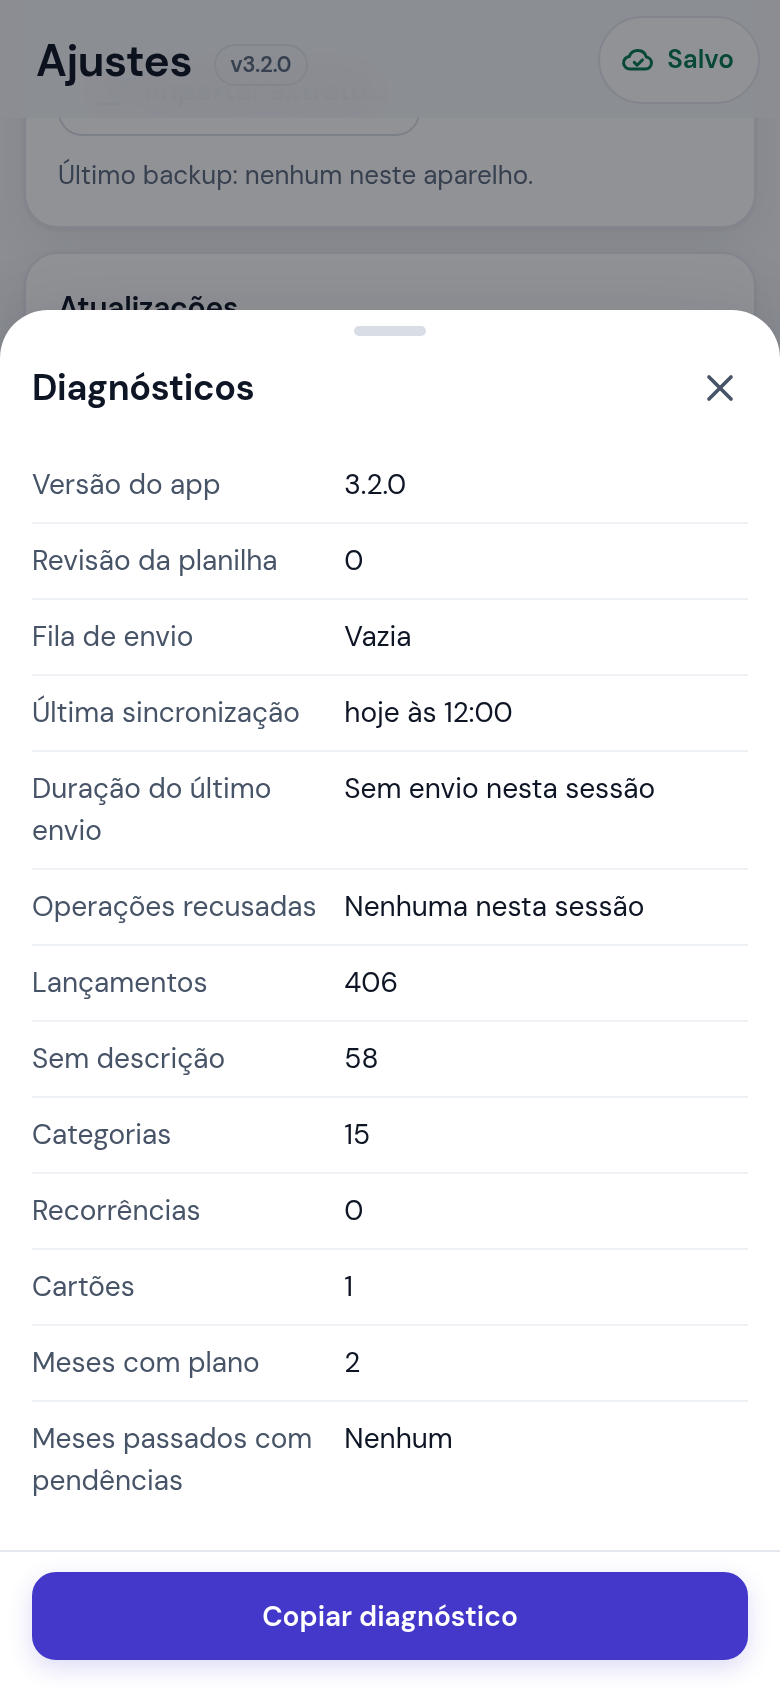 Ajustes
v3.2.0
Salvo
Último backup: nenhum neste aparelho.
Atualizações
Diagnósticos
Versão do app
3.2.0
Revisão da planilha
0
Fila de envio
Vazia
Última sincronização
hoje às 12:00
Duração do último
envio
Sem envio nesta sessão
Operações recusadas
Nenhuma nesta sessão
Lançamentos
406
Sem descrição
58
Categorias
15
Recorrências
0
Cartões
1
Meses com plano
2
Meses passados com
pendências
Nenhum
Copiar diagnóstico